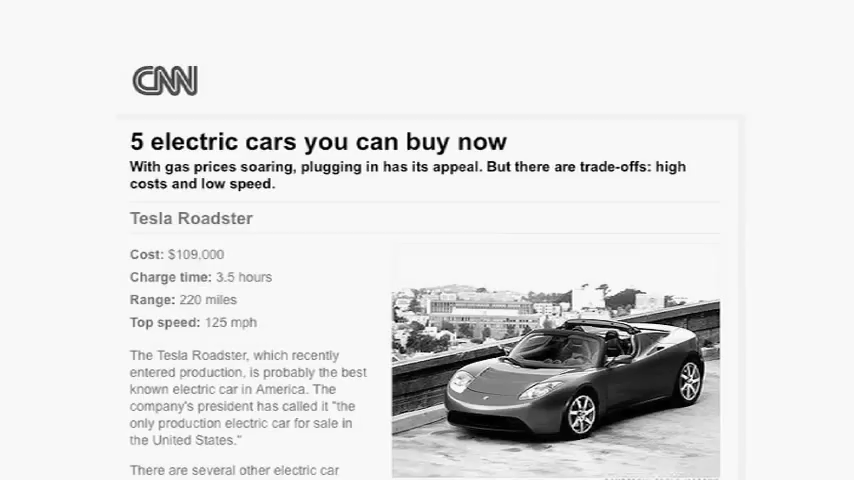 CNN
5 electric cars you can buy now
With gas prices soaring, plugging in has its appeal. But there are trade-offs: high
costs and low speed.
Tesla Roadster
Cost: $109,000
Charge time: 3.5 hours
Range: 220 miles
Top speed: 125 mph
The Tesla Roadster, which recently
entered production, is probably the best
known electric car in America. The
company's president has called it "the
only production electric car for sale in
the United States."
There are several other electric car